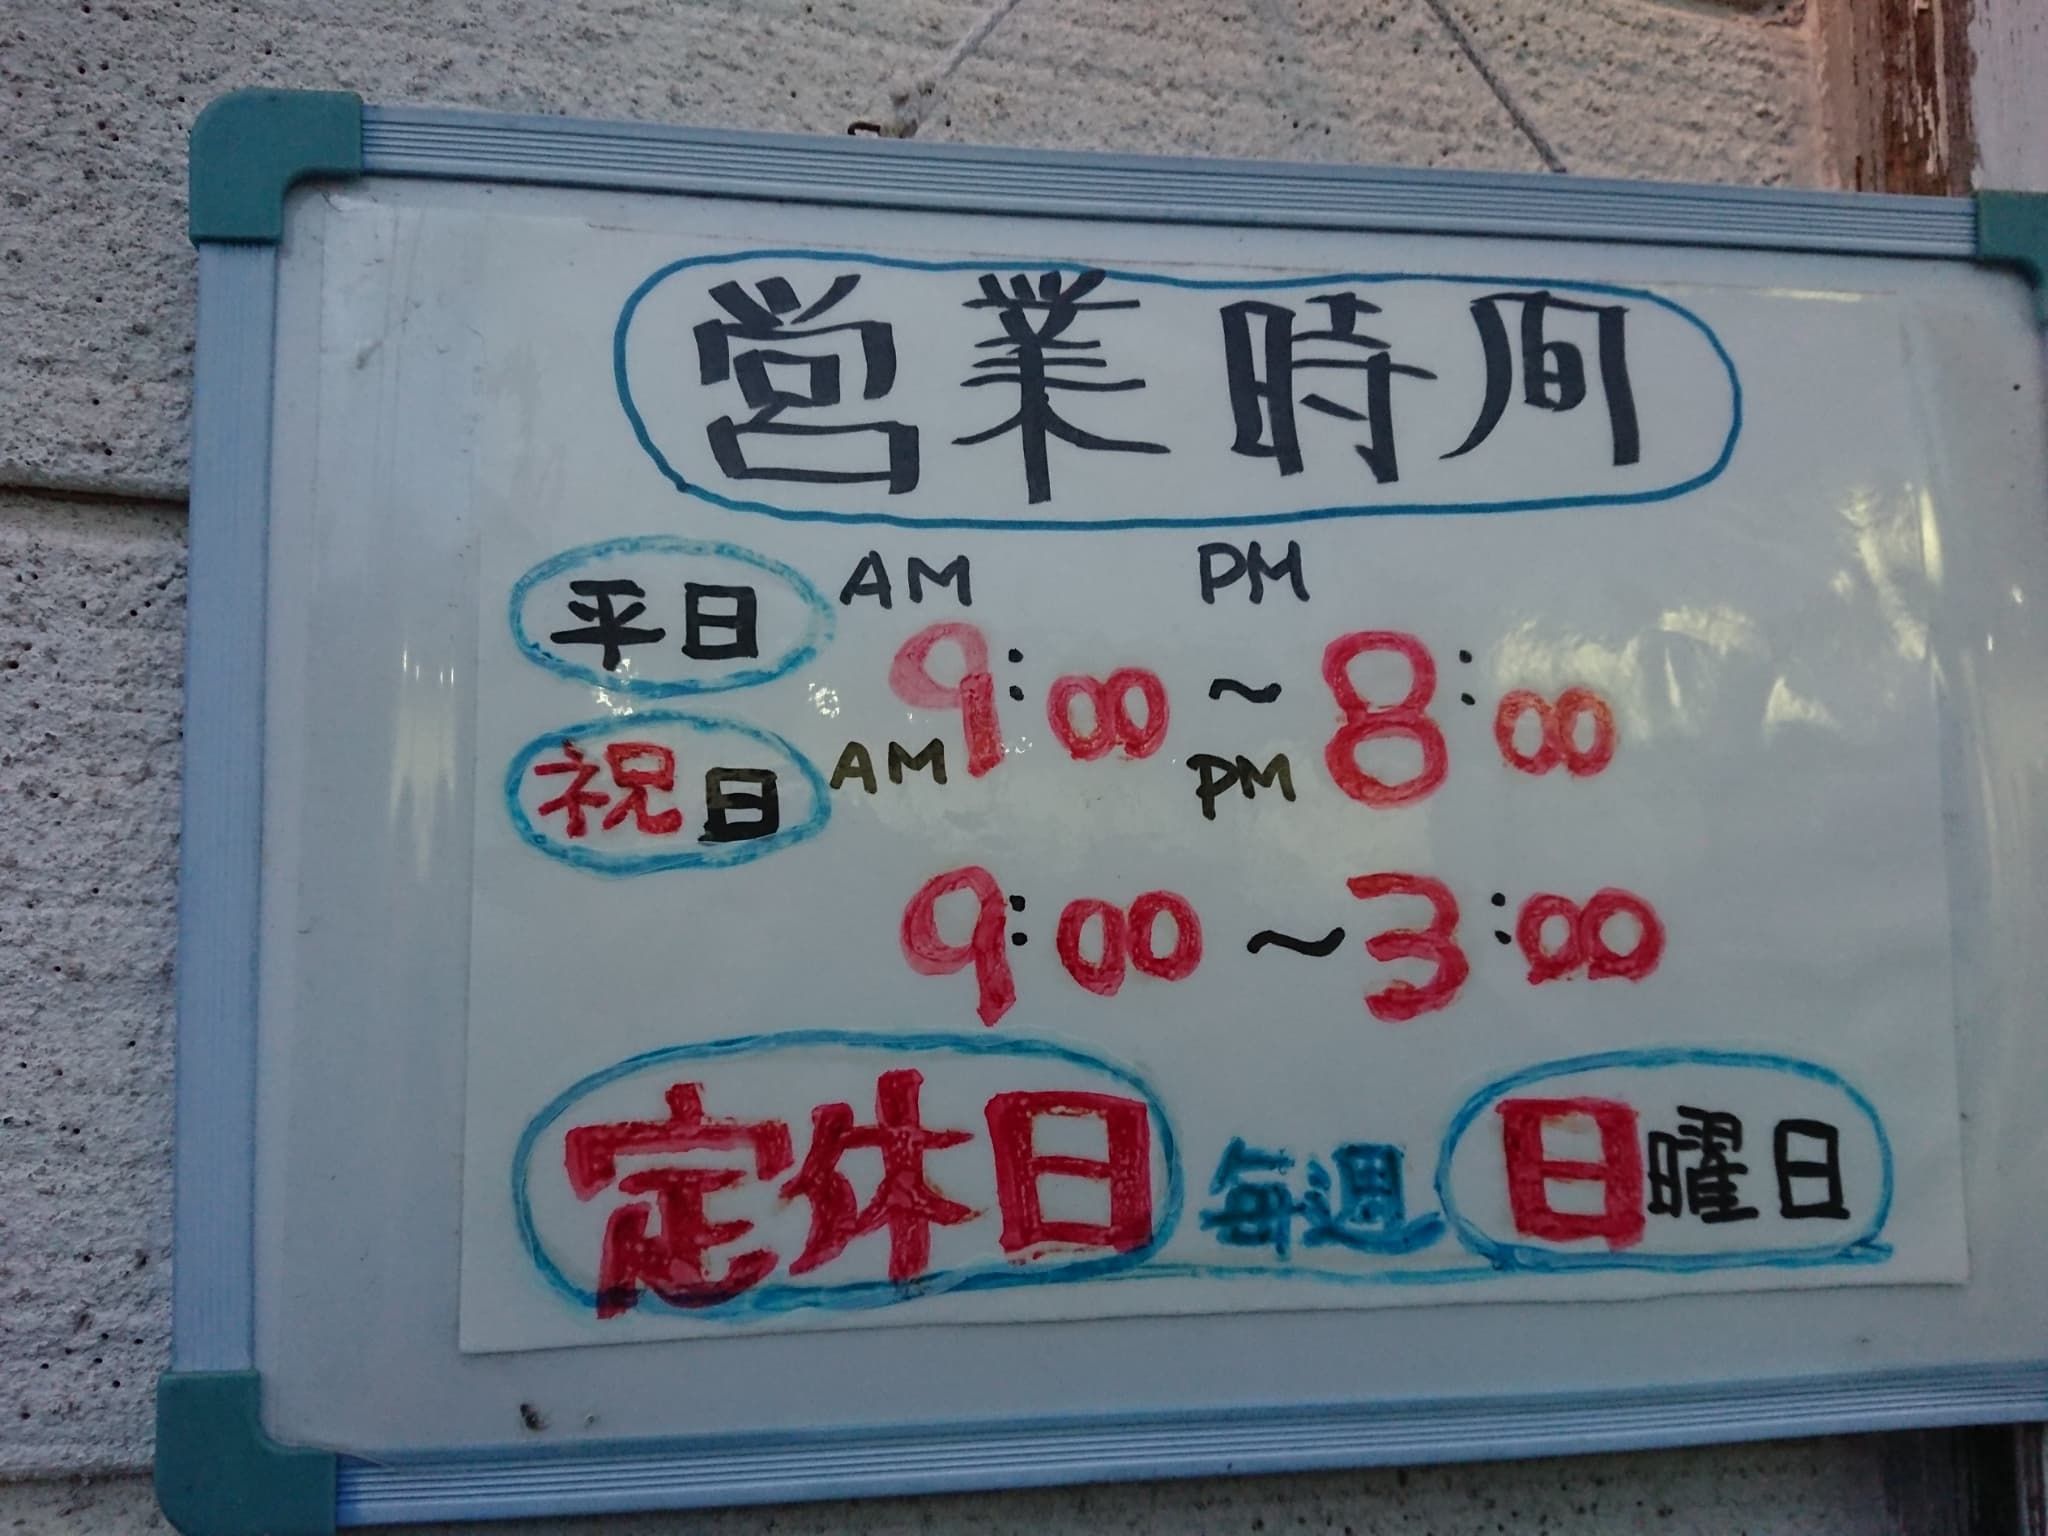 営業時間
平日 AM 9:00 ~ PM 8:00
祝日 AM 9:00 ~ PM 3:00
定休日 毎週 日曜日